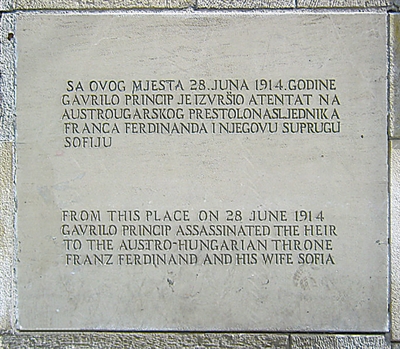 SA OVOG MJESTA 28. JUNA 1914. GODINE
GAVRILO PRINCIP JE IZVRŠIO ATENTAT NA
AUSTROUGARSKOG PRESTOLONASLJEDNIKA
FRANCA FERDINANDA I NJEGOVU SUPRUGU
SOFIJU
FROM THIS PLACE ON 28 JUNE 1914
GAVRILO PRINCIP ASSASSINATED THE HEIR
TO THE AUSTRO-HUNGARIAN THRONE
FRANZ FERDINAND AND HIS WIFE SOFIA